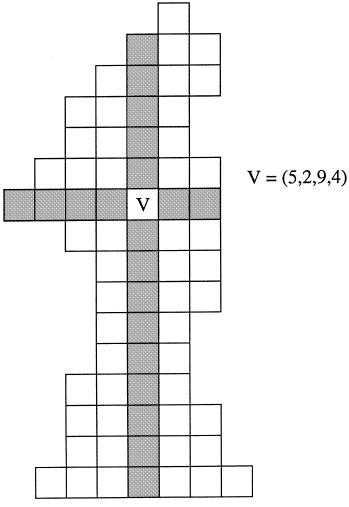 V = (5,2,9,4)
V